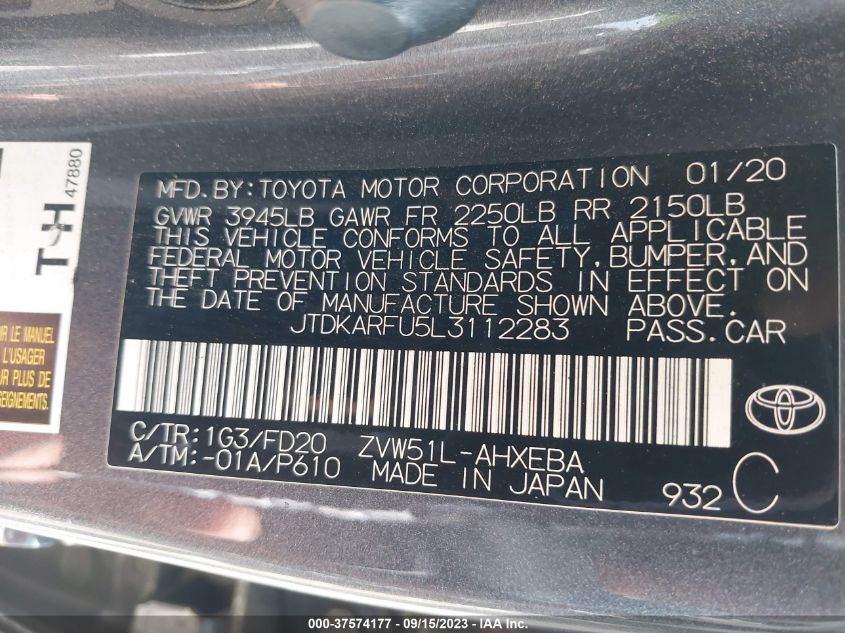 MFD. BY: TOYOTA MOTOR CORPORATION 01/20
GVWR 3945LB GAWR FR 2250LB RR 2150LB
THIS VEHICLE CONFORMS TO ALL APPLICABLE
FEDERAL MOTOR VEHICLE SAFETY, BUMPER, AND
THEFT PREVENTION STANDARDS IN EFFECT ON
THE DATE OF MANUFACTURE SHOWN ABOVE.
JTDKARFU5L3112283 PASS. CAR
C/TR: 1G3/FD20 ZVW51L-AHXEBA
A/TM: -01A/P610 MADE IN JAPAN
932 C
47880
LE MANUEL
L'USAGER
PLUS DE
000-37574177 - 09/15/2023 - IAA Inc.